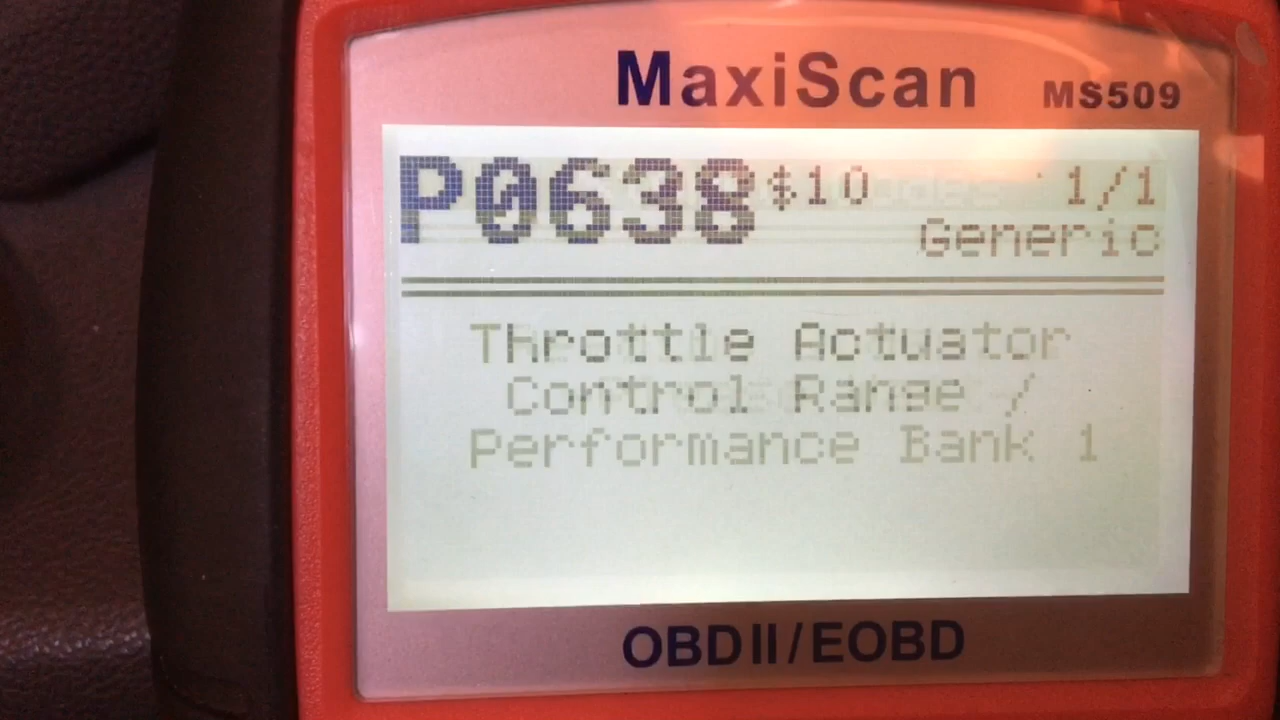 MaxiScan MS509
P0638 $10 1/1
Generic
Throttle Actuator
Control Range /
Performance Bank 1
OBDII/EOBD